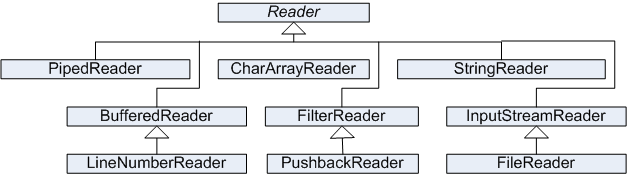 Reader
PipedReader
CharArrayReader
StringReader
BufferedReader
FilterReader
InputStreamReader
LineNumberReader
PushbackReader
FileReader